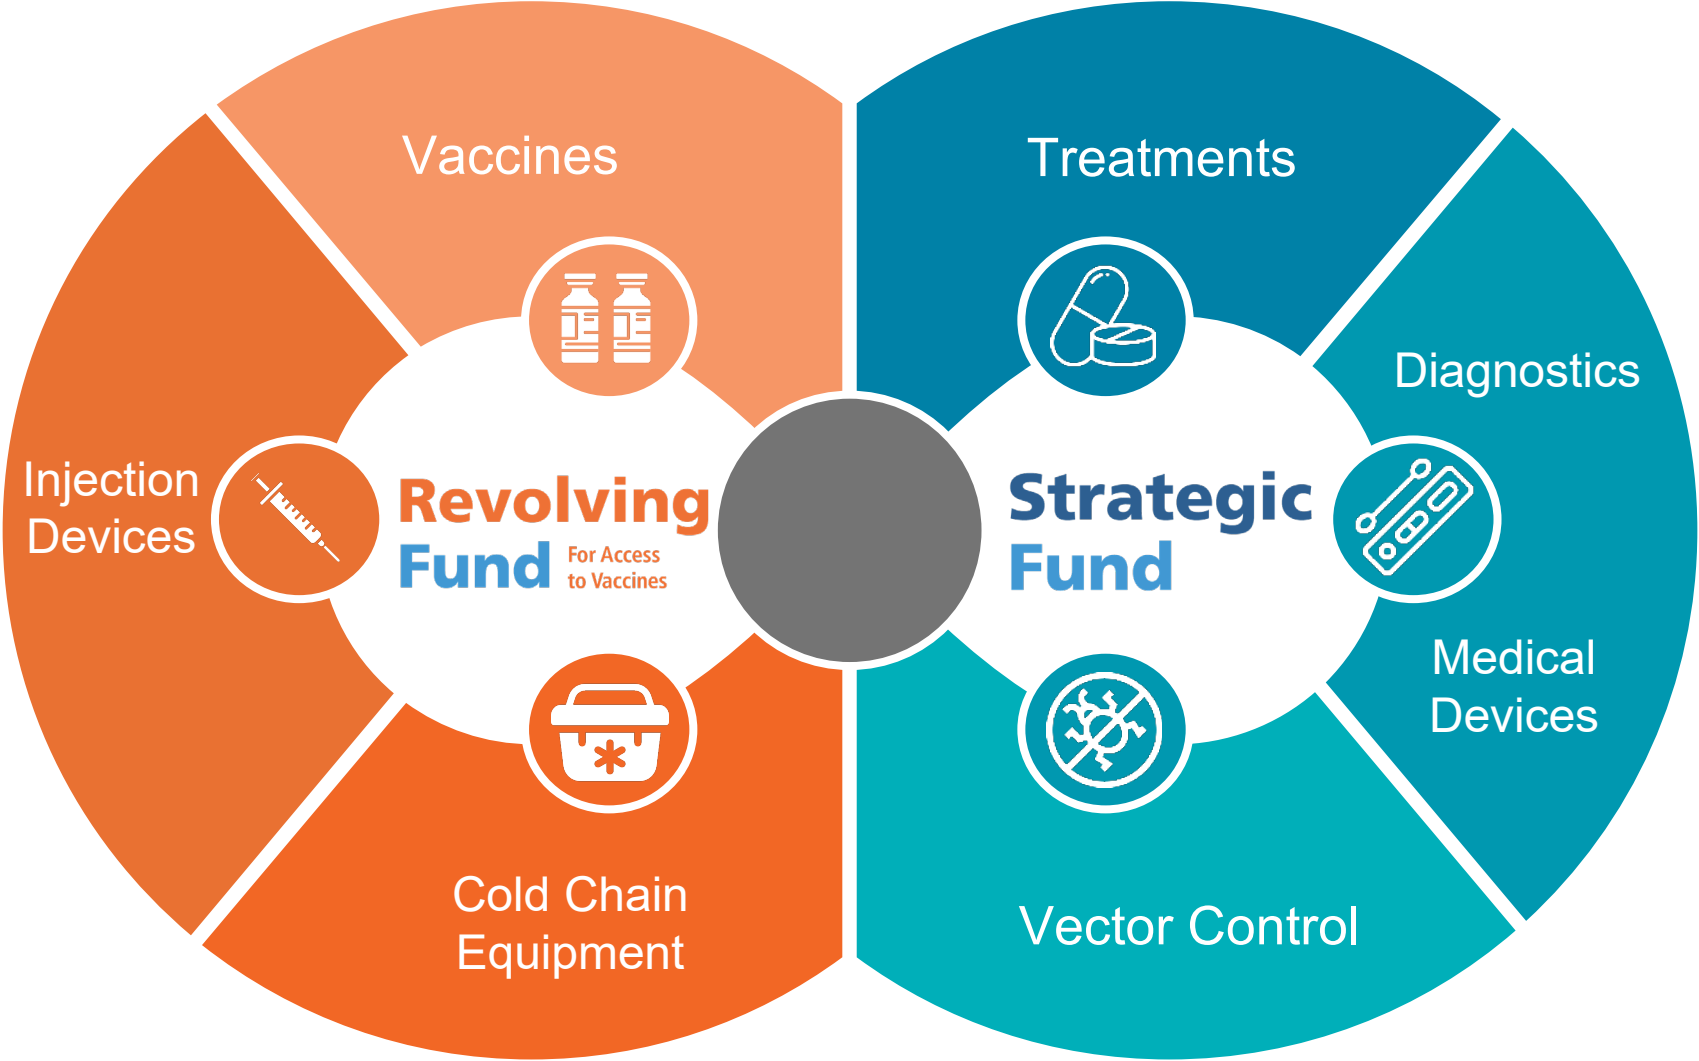 Vaccines
Treatments
Diagnostics
Injection
Devices
Revolving
Fund
For Access
to Vaccines
Strategic
Fund
Medical
Devices
Cold Chain
Equipment
Vector Control